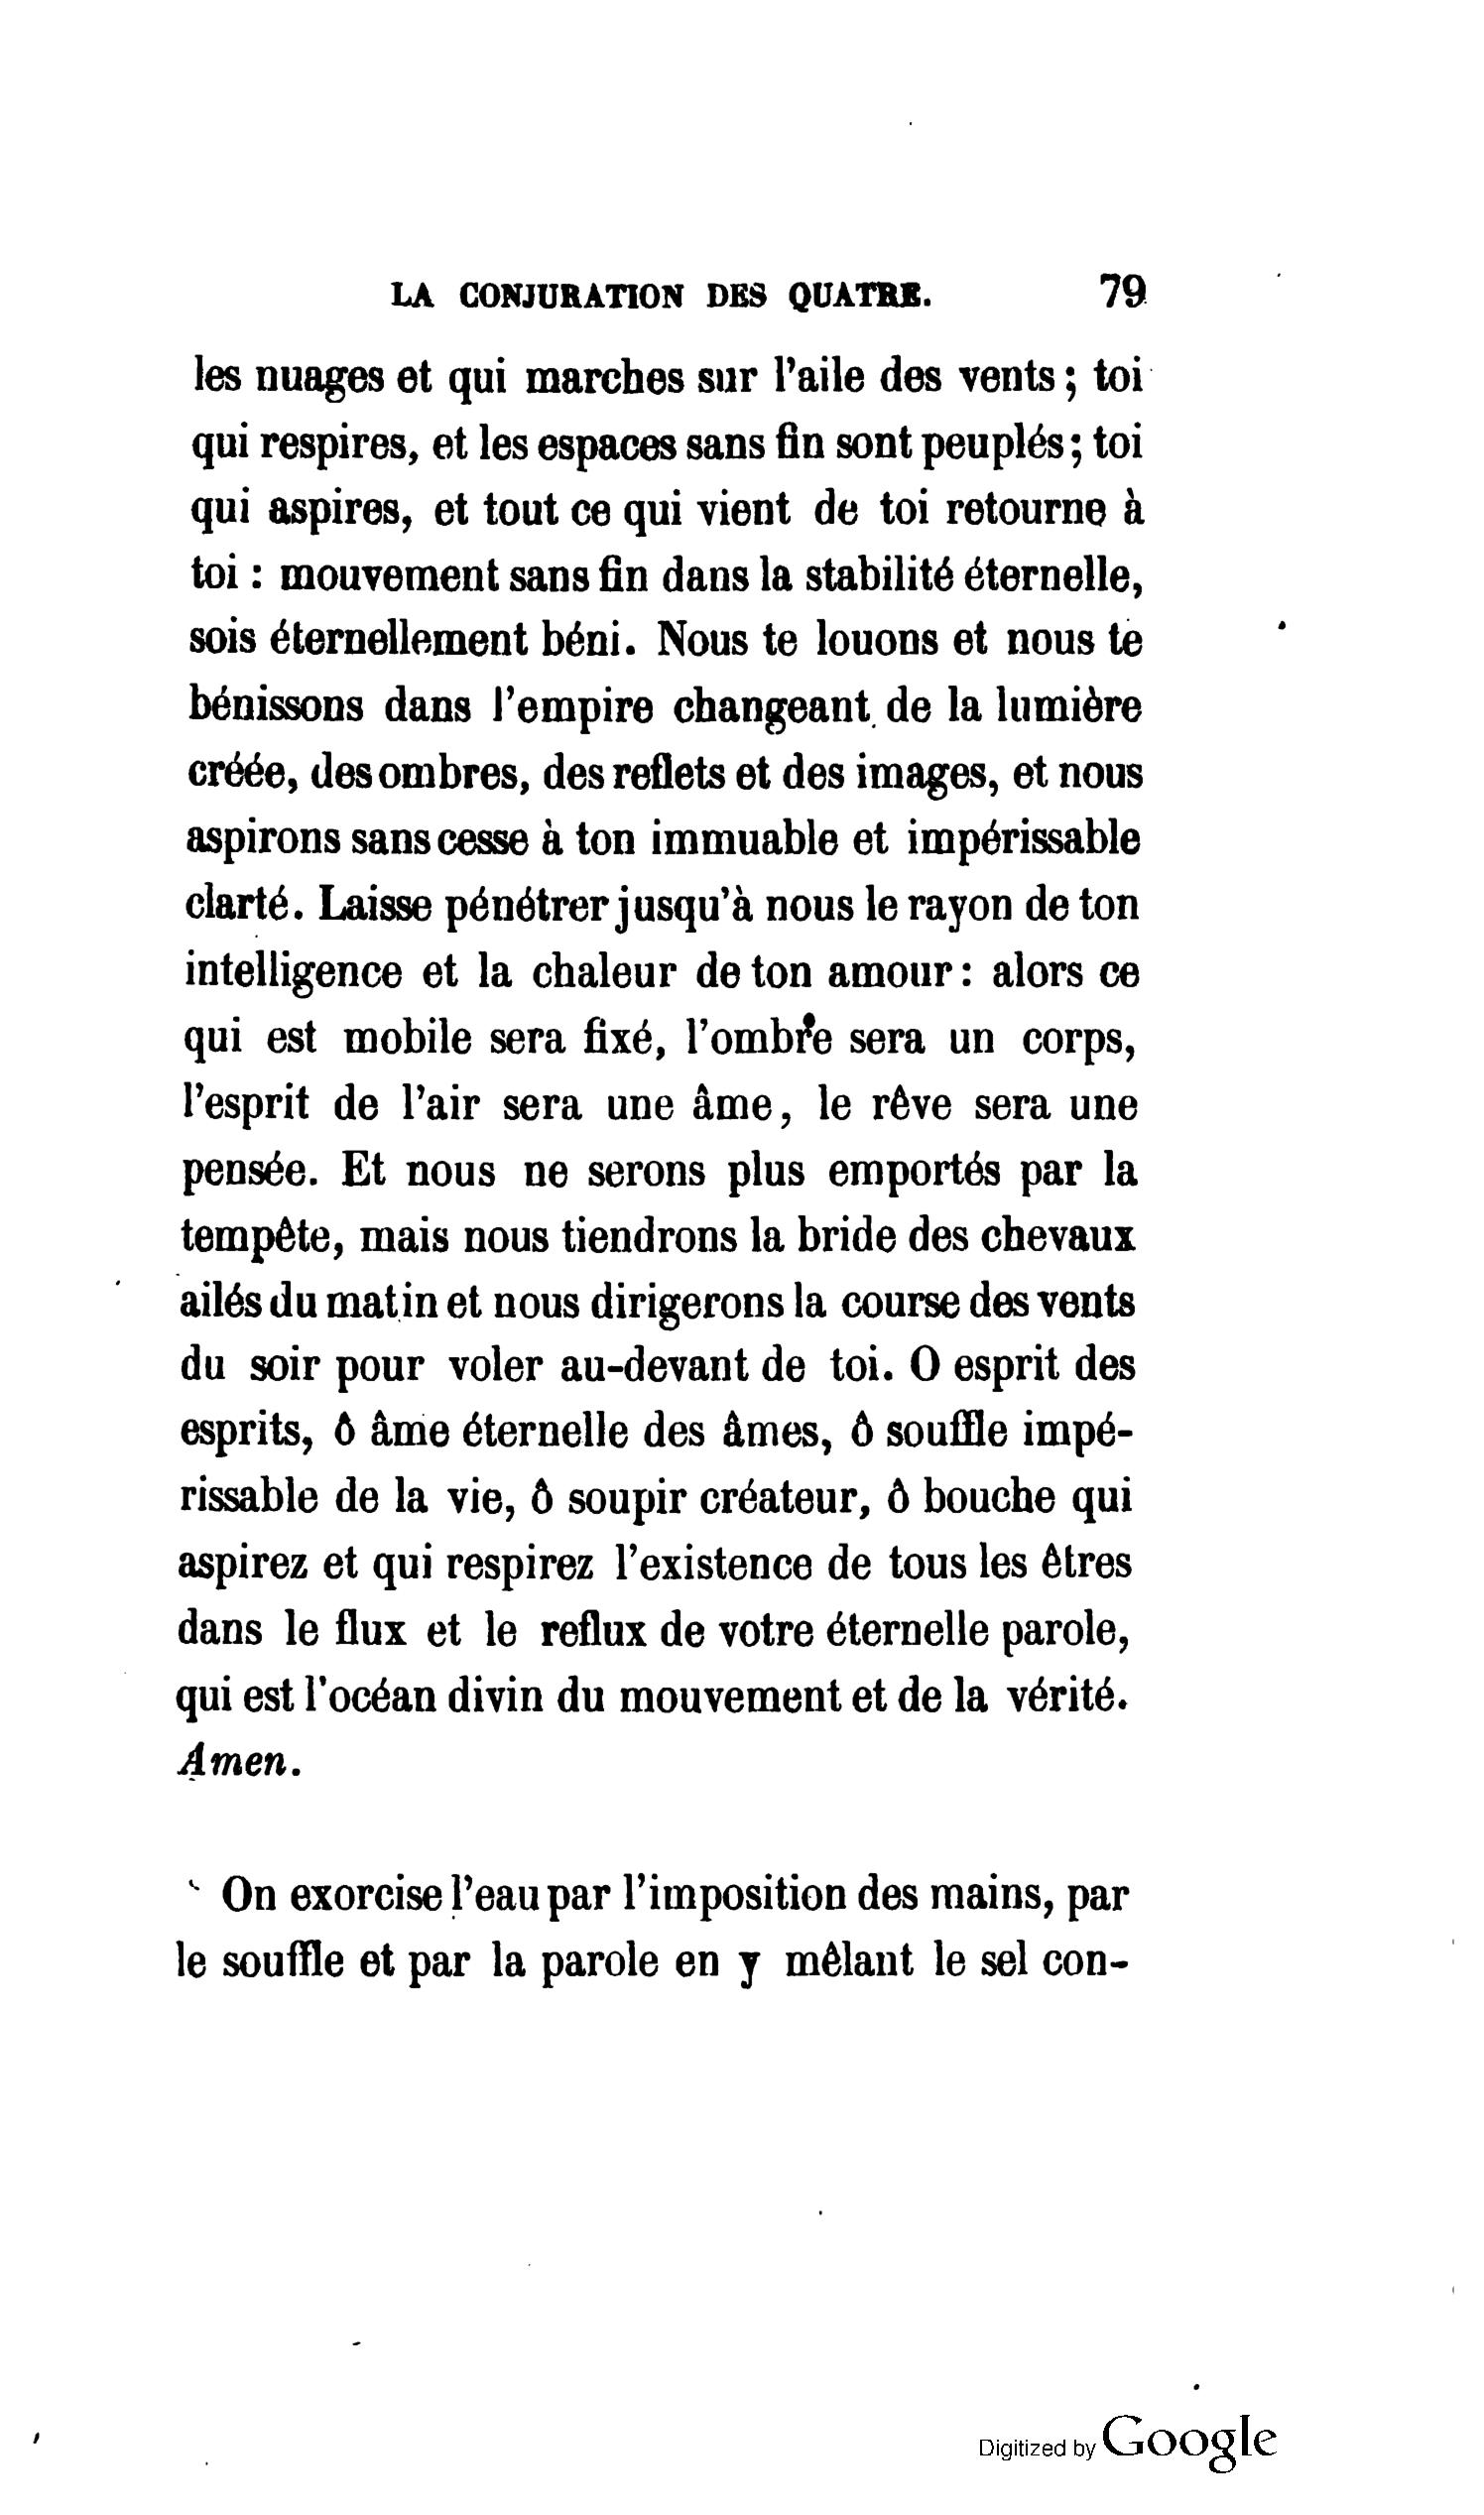 LA CONJURATION DES QUATRE. 79
les nuages et qui marches sur l'aile des vents ; toi
qui respires, et les espaces sans fin sont peuplés ; toi
qui aspires, et tout ce qui vient de toi retourne à
toi : mouvement sans fin dans la stabilité éternelle,
sois éternellement béni. Nous te louons et nous te
bénissons dans l'empire changeant de la lumière
créée, des ombres, des reflets et des images, et nous
aspirons sans cesse à ton immuable et impérissable
clarté. Laisse pénétrer jusqu'à nous le rayon de ton
intelligence et la chaleur de ton amour : alors ce
qui est mobile sera fixé, l'ombre sera un corps,
l'esprit de l'air sera une âme, le rêve sera une
pensée. Et nous ne serons plus emportés par la
tempête, mais nous tiendrons la bride des chevaux
ailés du matin et nous dirigerons la course des vents
du soir pour voler au-devant de toi. O esprit des
esprits, ô âme éternelle des âmes, ô souffle impé-
rissable de la vie, ô soupir créateur, ô bouche qui
aspirez et qui respirez l'existence de tous les êtres
dans le flux et le reflux de votre éternelle parole,
qui est l'océan divin du mouvement et de la vérité.
Amen.
On exorcise l'eau par l'imposition des mains, par
le souffle et par la parole en y mêlant le sel con-
Digitized by Google